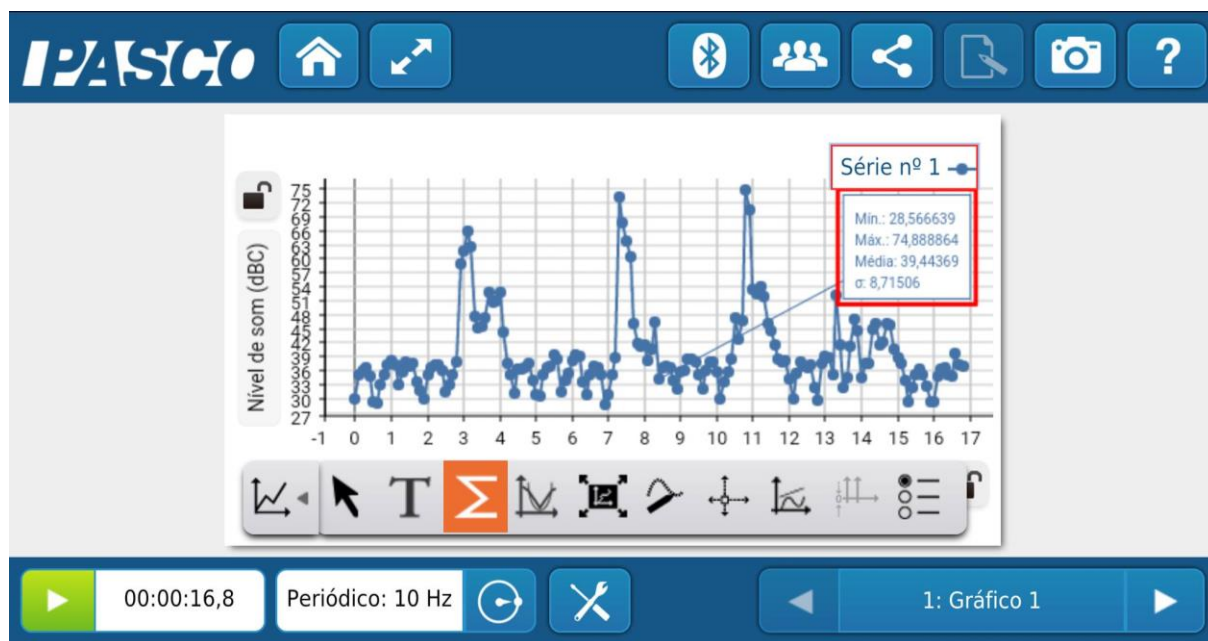 PASCO
?
Série nº 1
Mín.: 28,566639
Máx.: 74,888864
Média: 39,44369
σ: 8,71506
Nível de som (dBC)
75
72
69
66
63
60
57
54
51
48
45
42
39
36
33
30
27
-1 0 1 2 3 4 5 6 7 8 9 10 11 12 13 14 15 16 17
T Σ
00:00:16,8
Periódico: 10 Hz
1: Gráfico 1